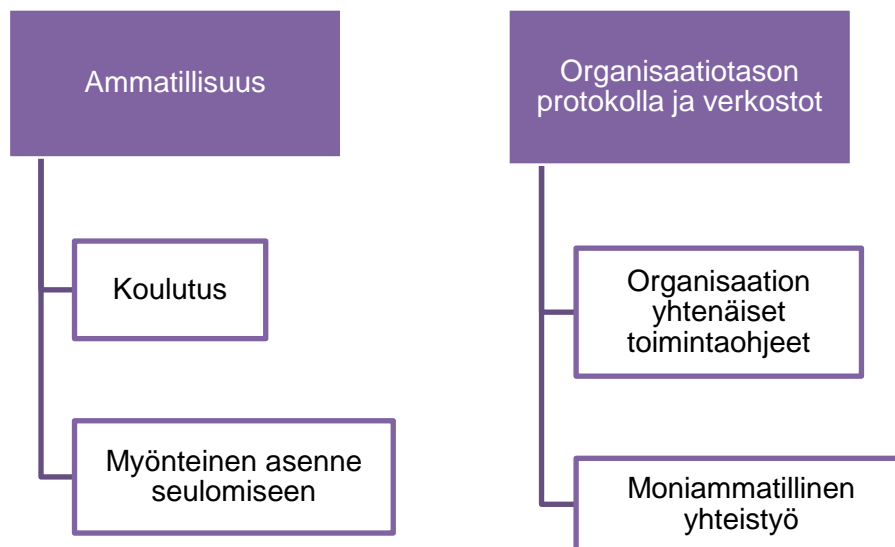 Ammatillisuus
Koulutus
Myönteinen asenne
seulomiseen
Organisaatiotason
protokolla ja verkostot
Organisaation
yhtenäiset
toimintaohjeet
Moniammatillinen
yhteistyö